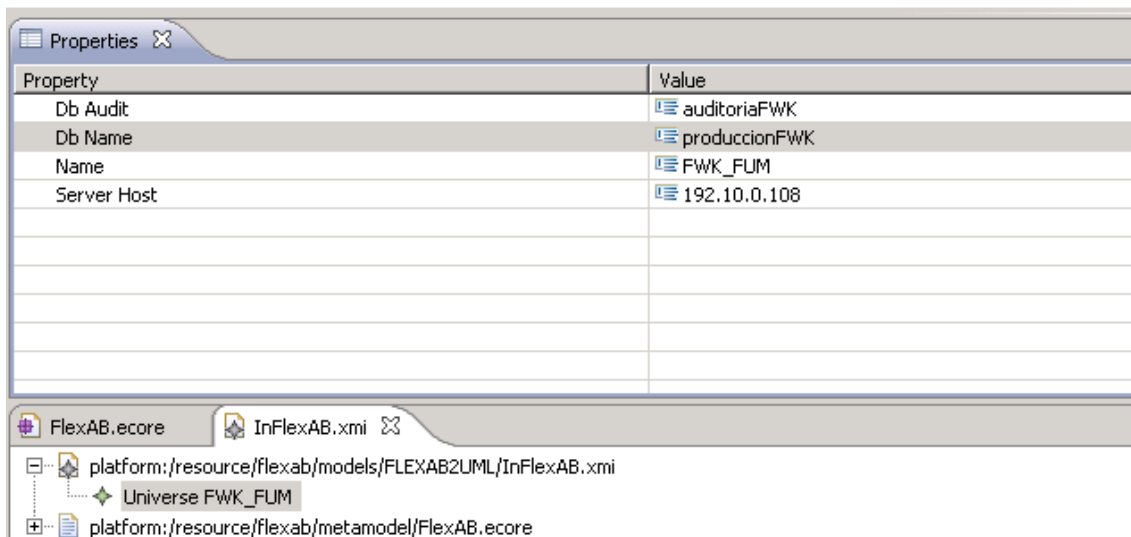 Properties
Property Value
Db Audit auditoriaFWK
Db Name produccionFWK
Name FWK_FUM
Server Host 192.10.0.108
FlexAB.ecore InFlexAB.xmi
platform:/resource/flexab/models/FLEXAB2UML/InFlexAB.xmi
Universe FWK_FUM
platform:/resource/flexab/metamodel/FlexAB.ecore